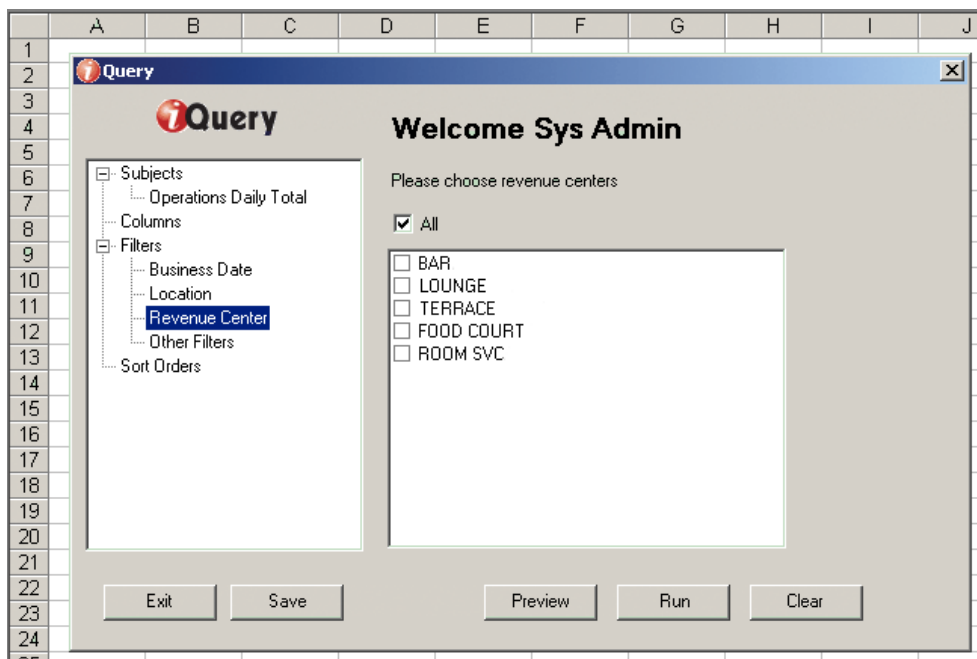 A B C D E F G H I J
1
2
3
4
5
6
7
8
9
10
11
12
13
14
15
16
17
18
19
20
21
22
23
24
25
iQuery
iQuery
Welcome Sys Admin
Subjects
Operations Daily Total
Columns
Filters
Business Date
Location
Revenue Center
Other Filters
Sort Orders
Please choose revenue centers
All
BAR
LOUNGE
TERRACE
FOOD COURT
ROOM SVC
Exit Save Preview Run Clear